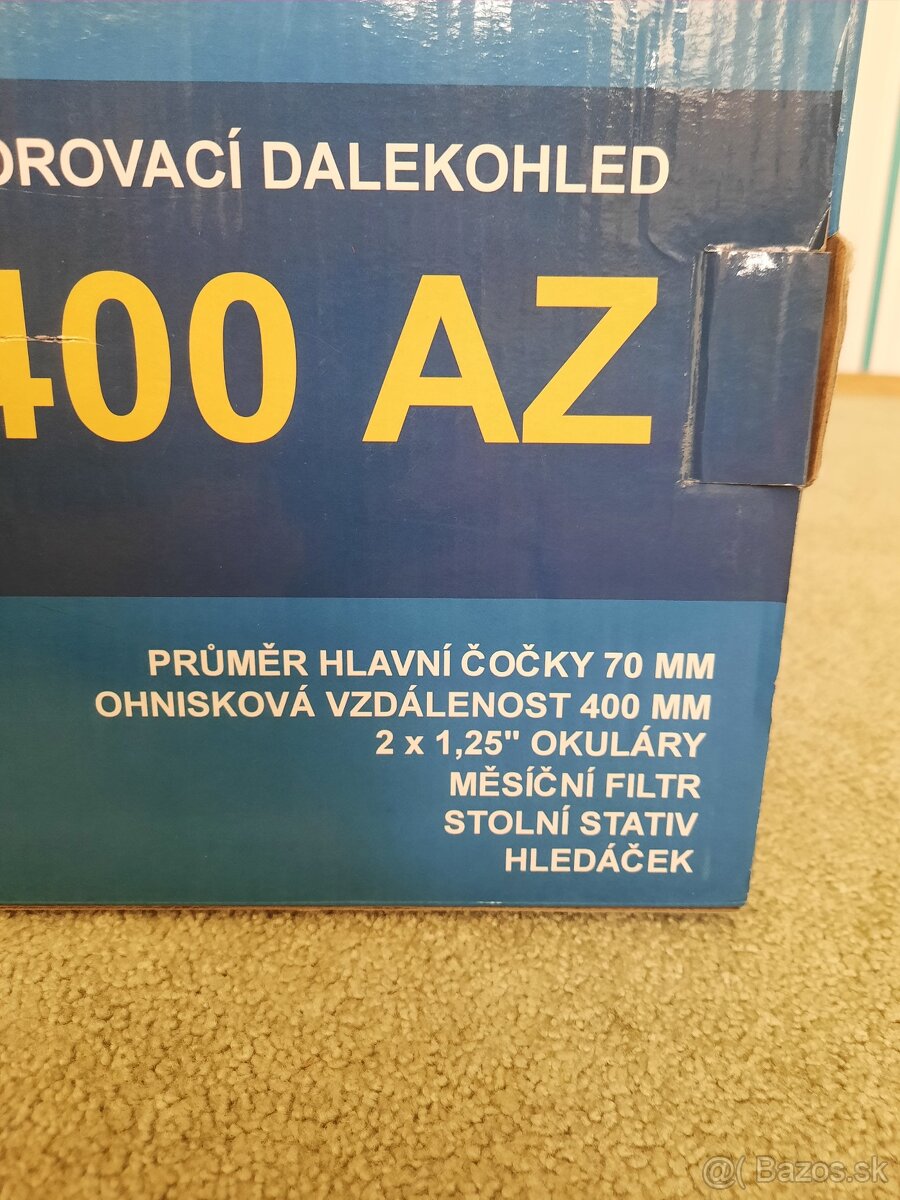 OROVACÍ DALEKOHLED
400 AZ
PRŮMĚR HLAVNÍ ČOČKY 70 MM
OHNISKOVÁ VZDÁLENOST 400 MM
2 x 1,25" OKULÁRY
MĚSÍČNÍ FILTR
STOLNÍ STATIV
HLEDÁČEK
@( Bazos.sk